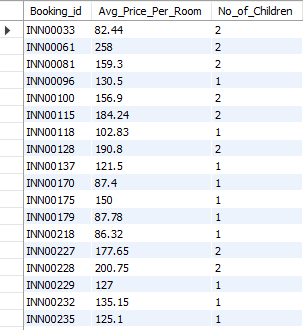 Booking_id Avg_Price_Per_Room No_of_Children
INN00033 82.44 2
INN00061 258 2
INN00081 159.3 2
INN00096 130.5 1
INN00100 156.9 2
INN00115 184.24 2
INN00118 102.83 1
INN00128 190.8 2
INN00137 121.5 1
INN00170 87.4 1
INN00175 150 1
INN00179 87.78 1
INN00218 86.32 1
INN00227 177.65 2
INN00228 200.75 2
INN00229 127 1
INN00232 135.15 1
INN00235 125.1 1